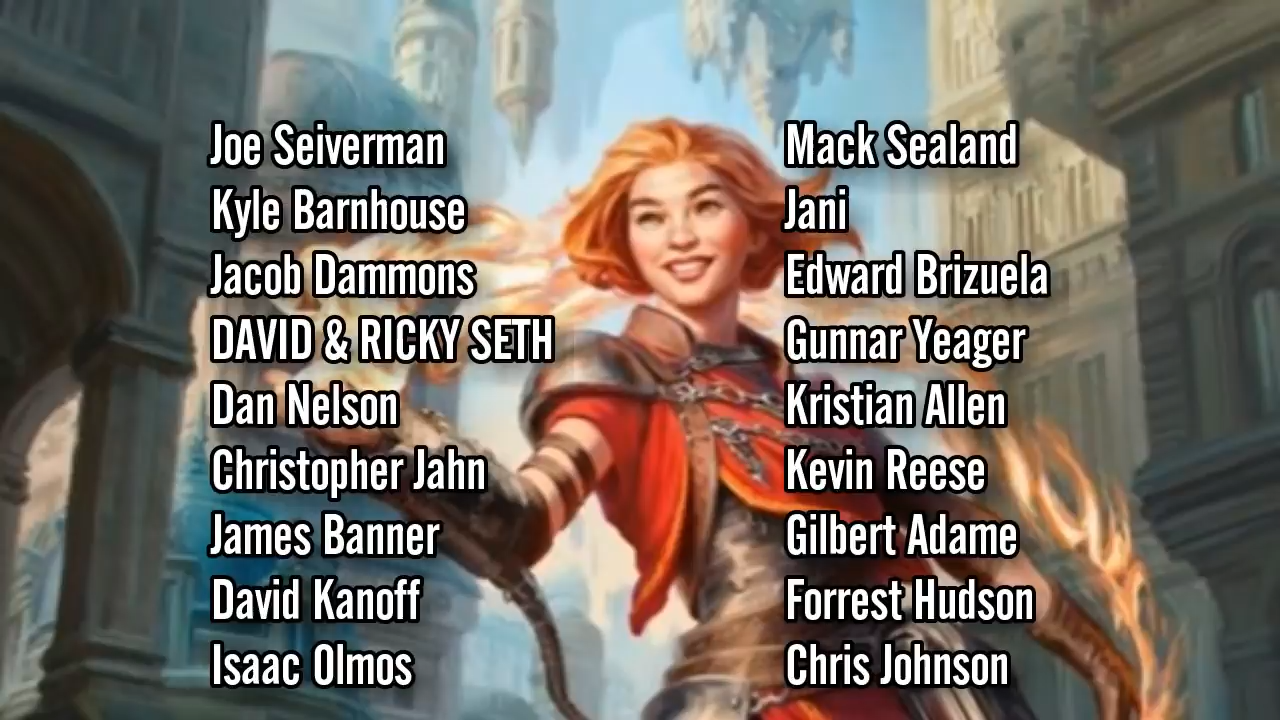 Joe Seiverman
Kyle Barnhouse
Jacob Dammons
DAVID & RICKY SETH
Dan Nelson
Christopher Jahn
James Banner
David Kanoff
Isaac Olmos
Mack Sealand
Jani
Edward Brizuela
Gunnar Yeager
Kristian Allen
Kevin Reese
Gilbert Adame
Forrest Hudson
Chris Johnson